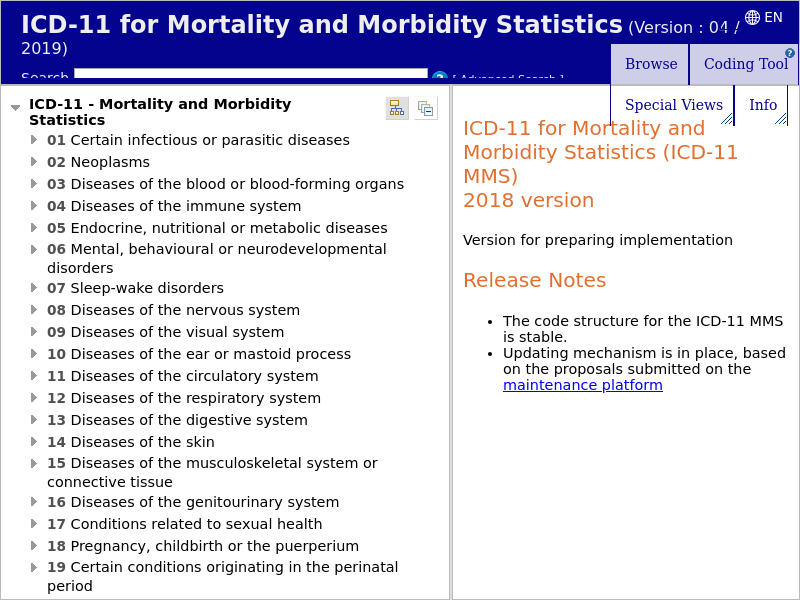 ICD-11 for Mortality and Morbidity Statistics (Version : 04 / 2019)
EN
Search
[ Advanced Search ]
Browse
Coding Tool
Special Views
Info
ICD-11 - Mortality and Morbidity
Statistics
01 Certain infectious or parasitic diseases
02 Neoplasms
03 Diseases of the blood or blood-forming organs
04 Diseases of the immune system
05 Endocrine, nutritional or metabolic diseases
06 Mental, behavioural or neurodevelopmental
disorders
07 Sleep-wake disorders
08 Diseases of the nervous system
09 Diseases of the visual system
10 Diseases of the ear or mastoid process
11 Diseases of the circulatory system
12 Diseases of the respiratory system
13 Diseases of the digestive system
14 Diseases of the skin
15 Diseases of the musculoskeletal system or
connective tissue
16 Diseases of the genitourinary system
17 Conditions related to sexual health
18 Pregnancy, childbirth or the puerperium
19 Certain conditions originating in the perinatal
period
ICD-11 for Mortality and
Morbidity Statistics (ICD-11
MMS)
2018 version
Version for preparing implementation
Release Notes
• The code structure for the ICD-11 MMS
is stable.
• Updating mechanism is in place, based
on the proposals submitted on the
maintenance platform